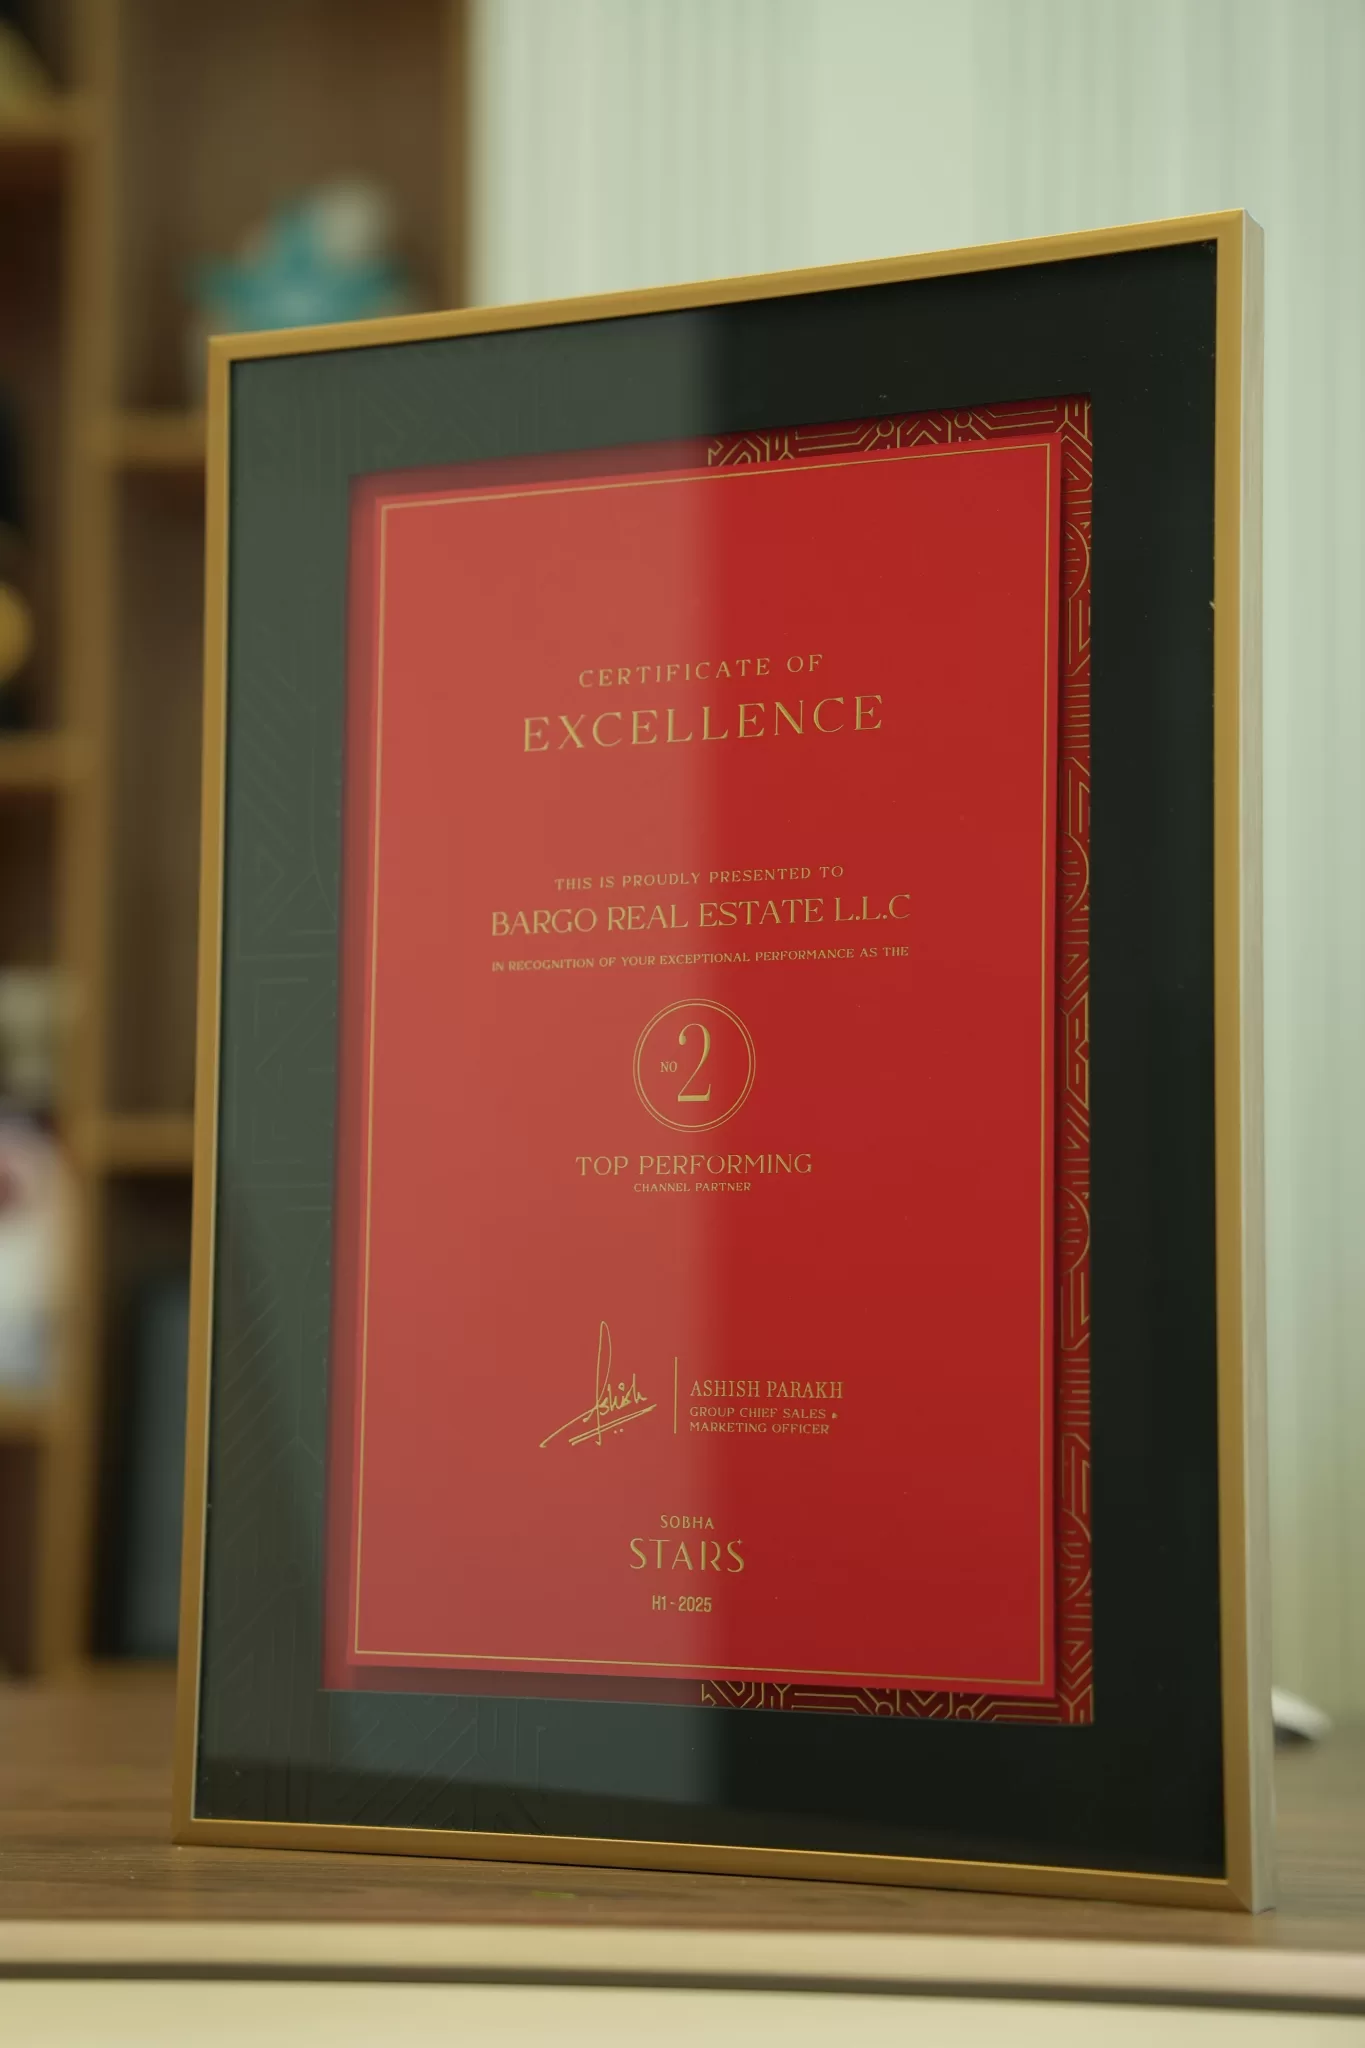 CERTIFICATE OF
EXCELLENCE
THIS IS PROUDLY PRESENTED TO
BARGO REAL ESTATE L.L.C
IN RECOGNITION OF YOUR EXCEPTIONAL PERFORMANCE AS THE
NO 2
TOP PERFORMING
CHANNEL PARTNER
Ashish
ASHISH PARAKH
GROUP CHIEF SALES &
MARKETING OFFICER
SOBHA
STARS
H1 - 2025